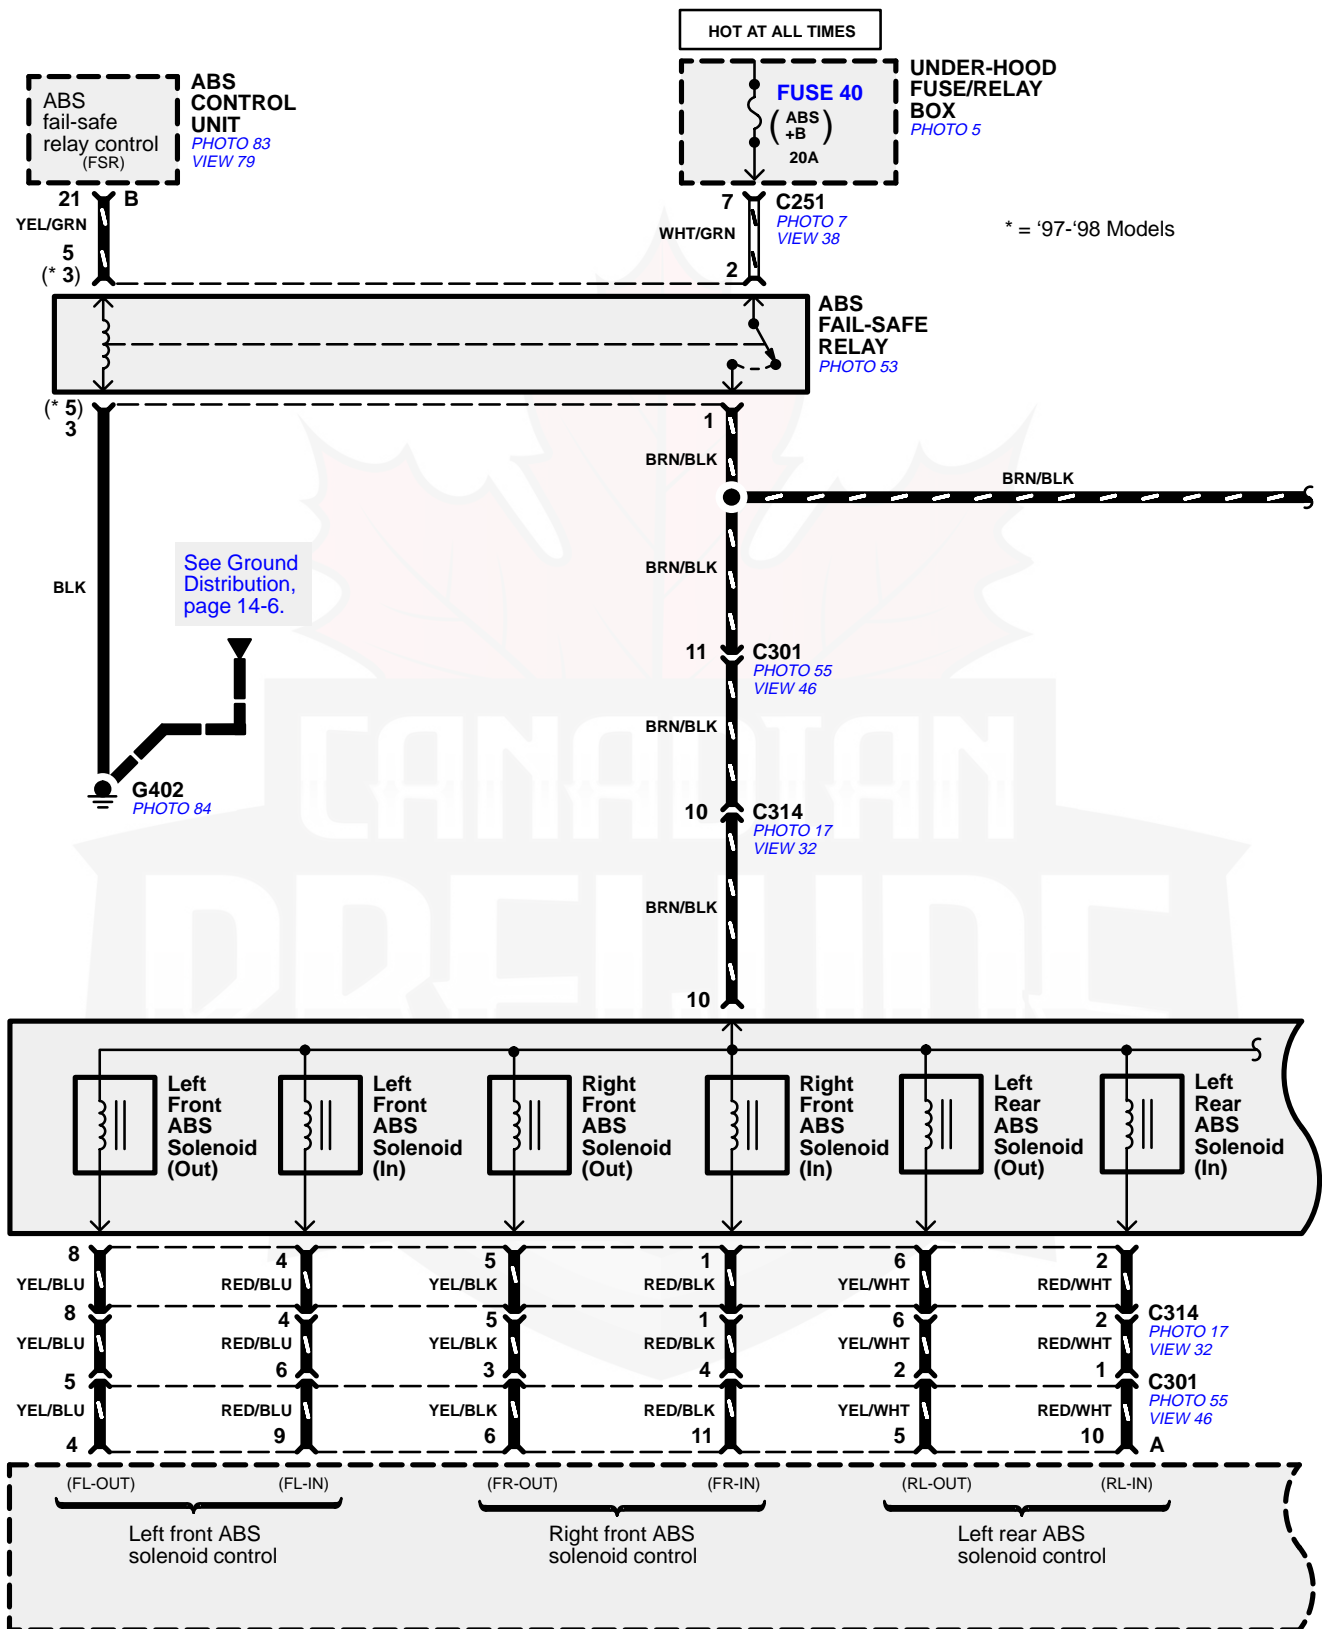 HOT AT ALL TIMES
ABS
fail-safe
relay control
(FSR)
ABS
CONTROL
UNIT
PHOTO 83
VIEW 79
FUSE 40
(ABS
+B)
20A
UNDER-HOOD
FUSE/RELAY
BOX
PHOTO 5
21 B
YEL/GRN
5
(* 3)
7 C251
PHOTO 7
VIEW 38
WHT/GRN
2
* = ‘97-‘98 Models
ABS
FAIL-SAFE
RELAY
PHOTO 53
(* 5)
3
1
BRN/BLK
BRN/BLK
BLK
See Ground
Distribution,
page 14-6.
BRN/BLK
11 C301
PHOTO 55
VIEW 46
CANADIAN
BRN/BLK
G402
PHOTO 84
10 C314
PHOTO 17
VIEW 32
PRELUDE
BRN/BLK
10
Left
Front
ABS
Solenoid
(Out)
Left
Front
ABS
Solenoid
(In)
Right
Front
ABS
Solenoid
(Out)
Right
Front
ABS
Solenoid
(In)
Left
Rear
ABS
Solenoid
(Out)
Left
Rear
ABS
Solenoid
(In)
8 4 5 1 6 2
YEL/BLU RED/BLU YEL/BLK RED/BLK YEL/WHT RED/WHT
8 4 5 1 6 2 C314
PHOTO 17
VIEW 32
YEL/BLU RED/BLU YEL/BLK RED/BLK YEL/WHT RED/WHT
5 6 3 4 2 1 C301
PHOTO 55
VIEW 46
YEL/BLU RED/BLU YEL/BLK RED/BLK YEL/WHT RED/WHT
4 9 6 11 5 10 A
(FL-OUT) (FL-IN) (FR-OUT) (FR-IN) (RL-OUT) (RL-IN)
Left front ABS
solenoid control
Right front ABS
solenoid control
Left rear ABS
solenoid control